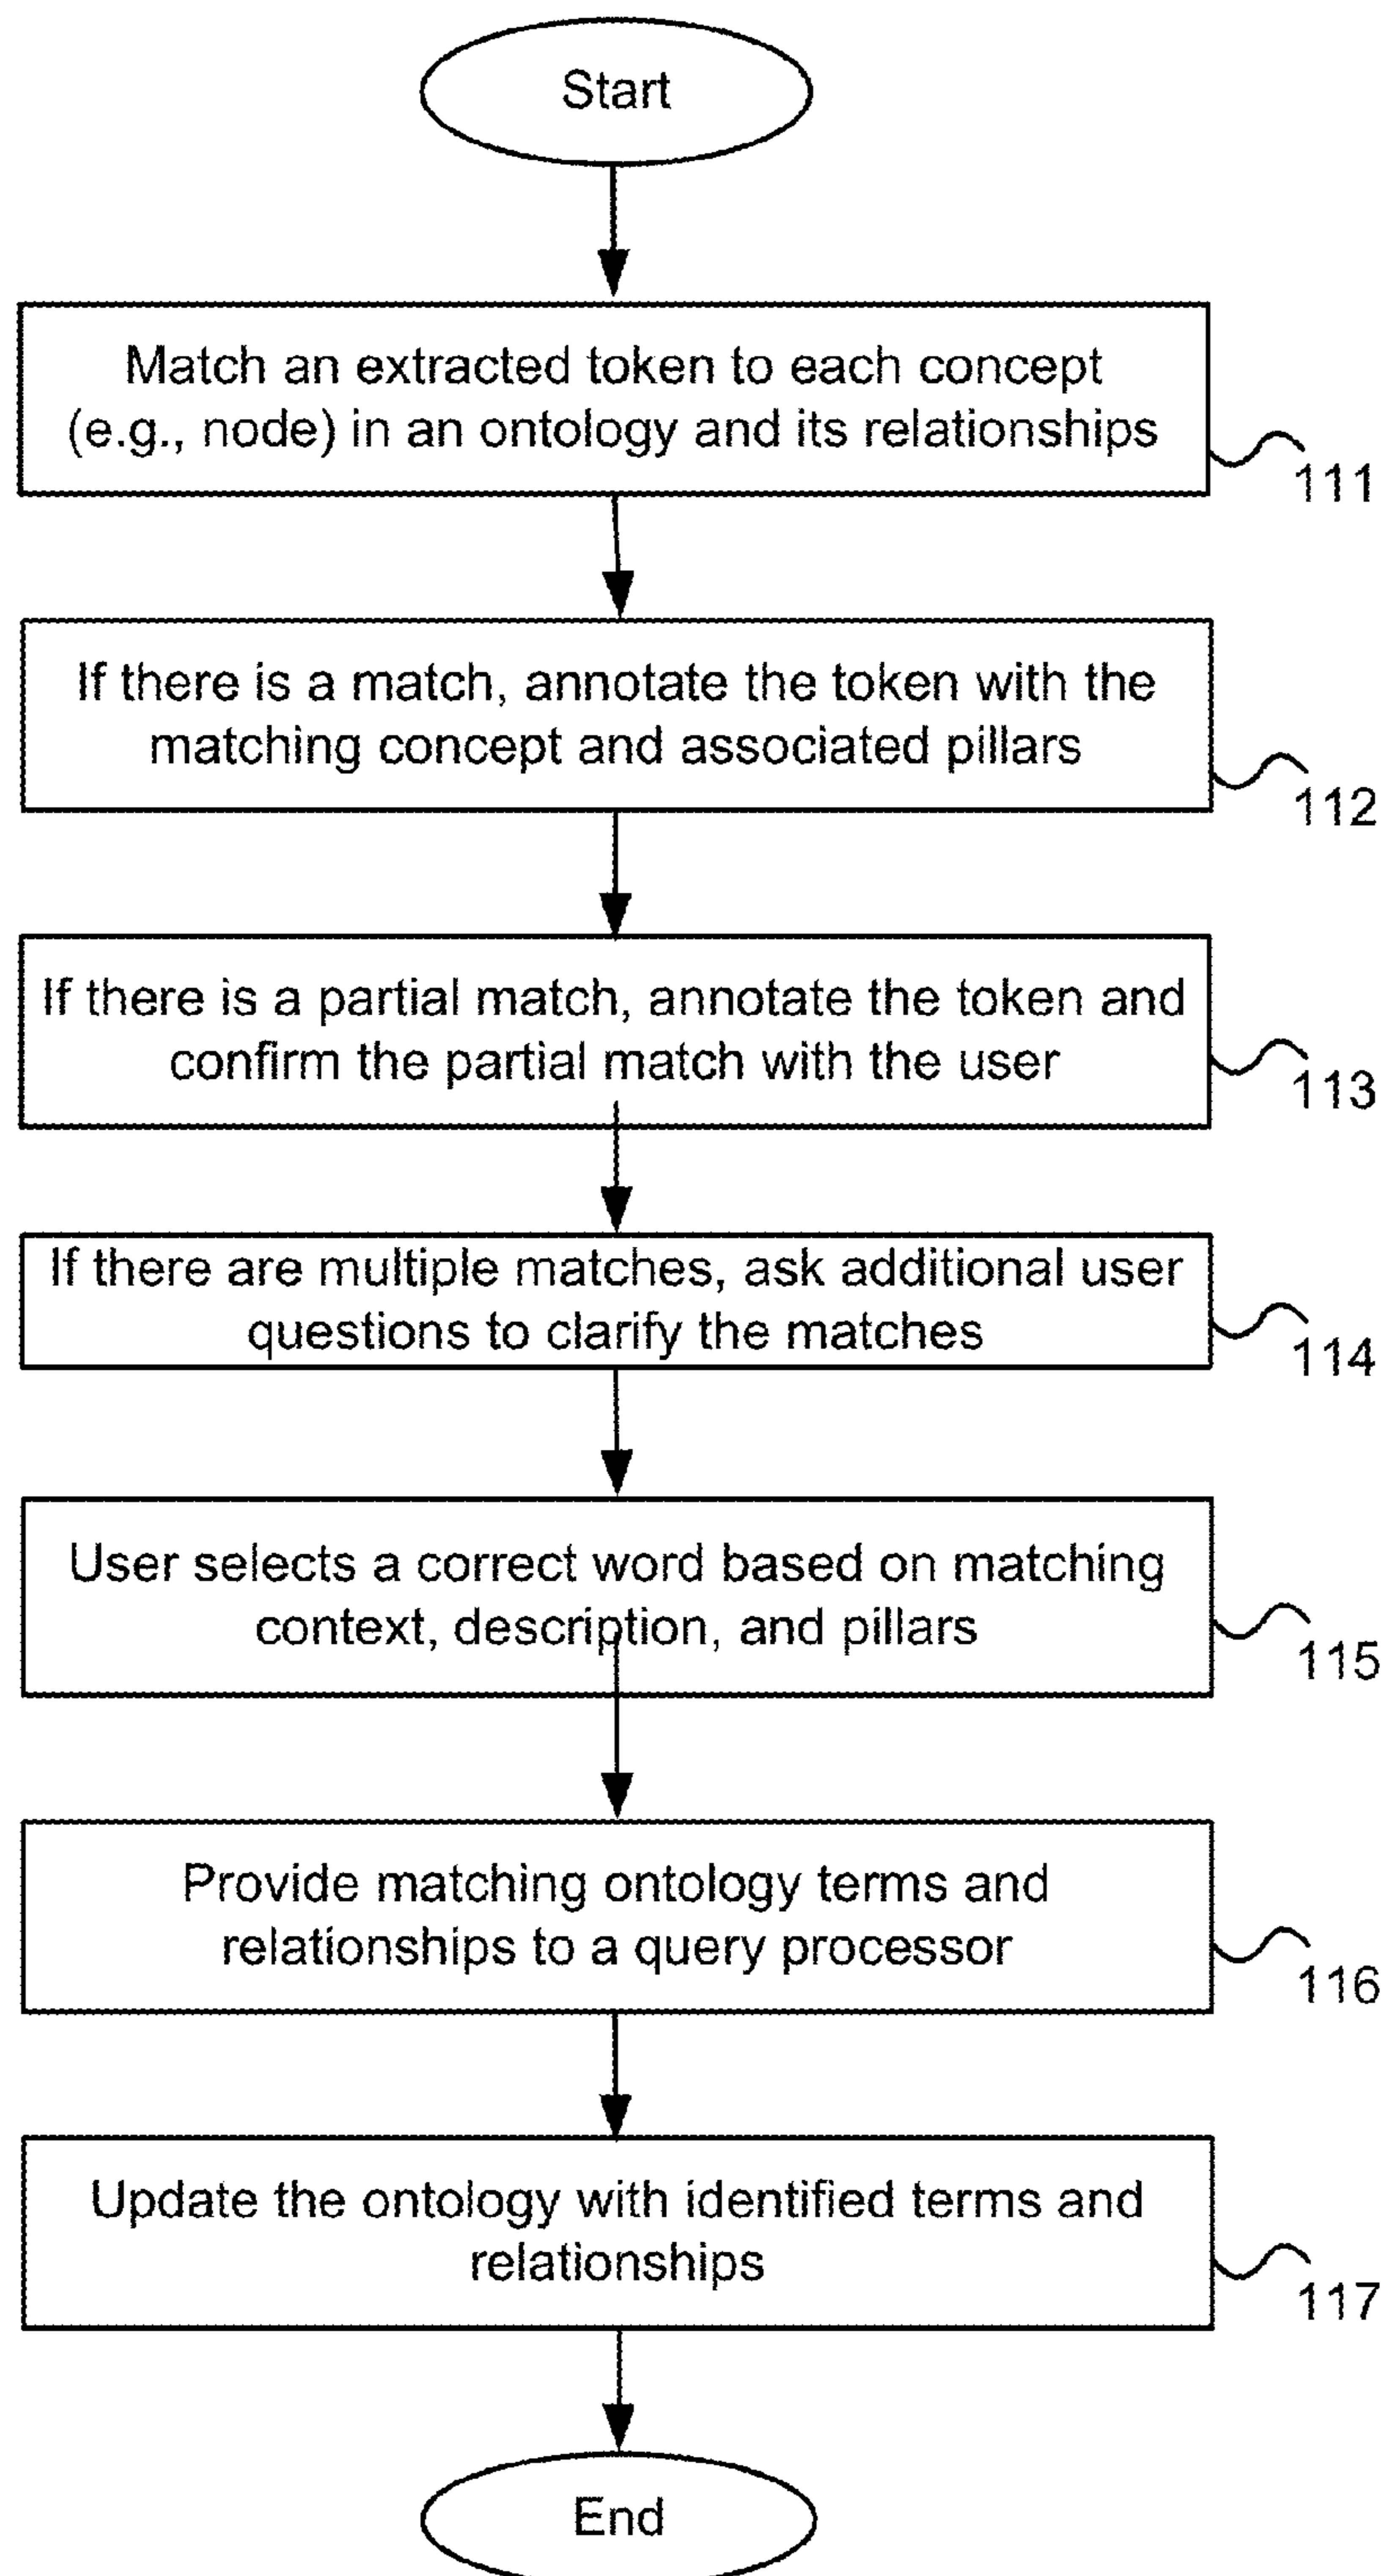 Start
Match an extracted token to each concept
(e.g., node) in an ontology and its relationships
111
If there is a match, annotate the token with the
matching concept and associated pillars
112
If there is a partial match, annotate the token and
confirm the partial match with the user
113
If there are multiple matches, ask additional user
questions to clarify the matches
114
User selects a correct word based on matching
context, description, and pillars
115
Provide matching ontology terms and
relationships to a query processor
116
Update the ontology with identified terms and
relationships
117
End